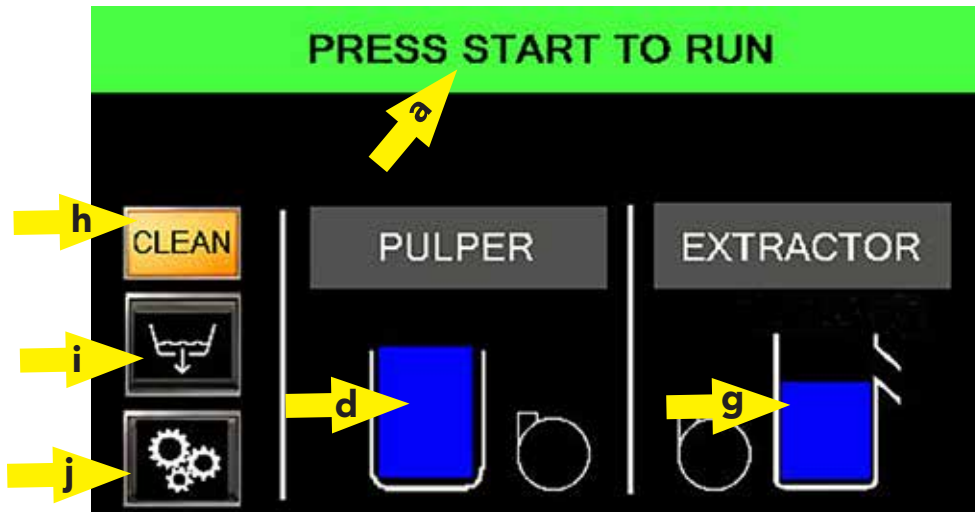 PRESS START TO RUN
a
h
CLEAN
PULPER
EXTRACTOR
i
d
g
j